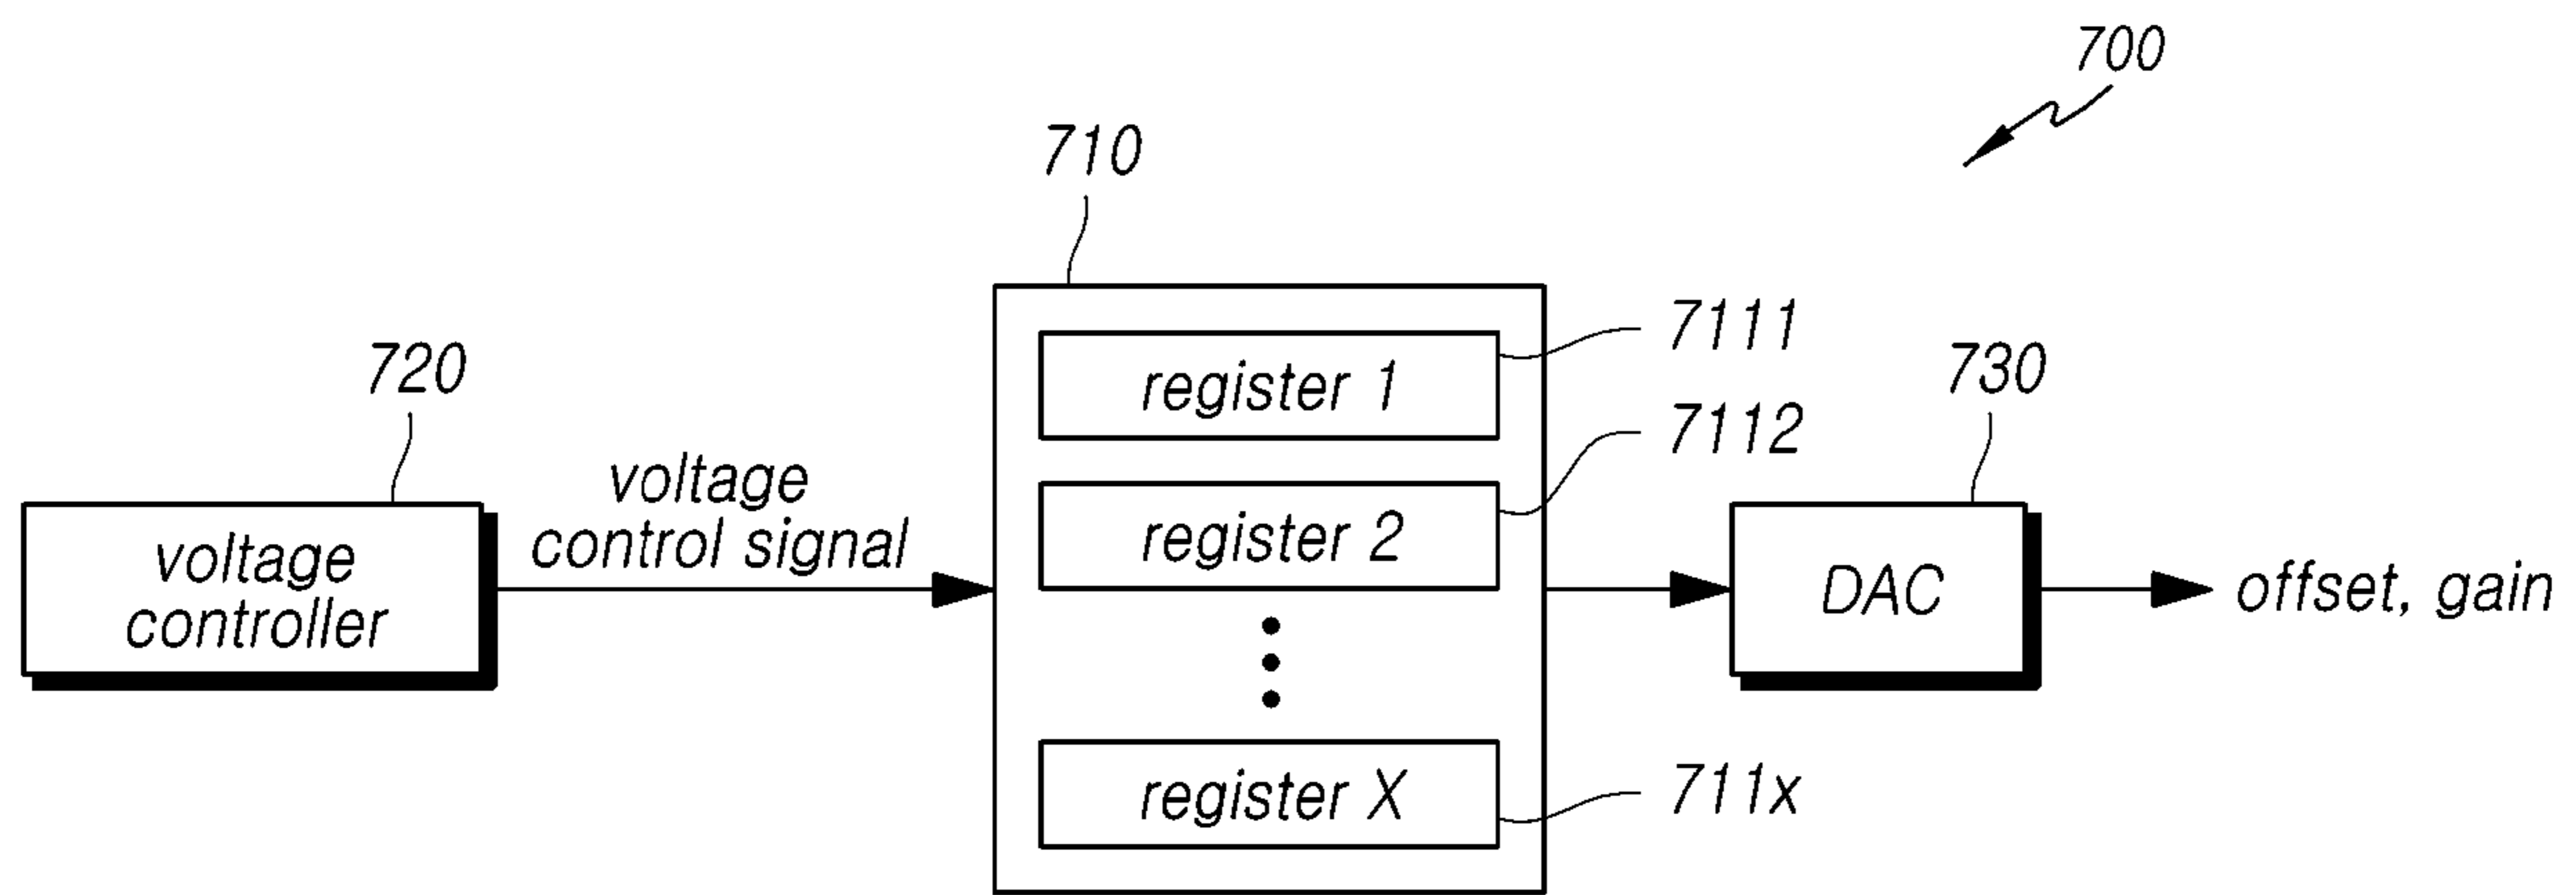 700
710
7111
720
730
register 1
7112
voltage
control signal
register 2
voltage
controller
DAC
offset, gain
register X
711x